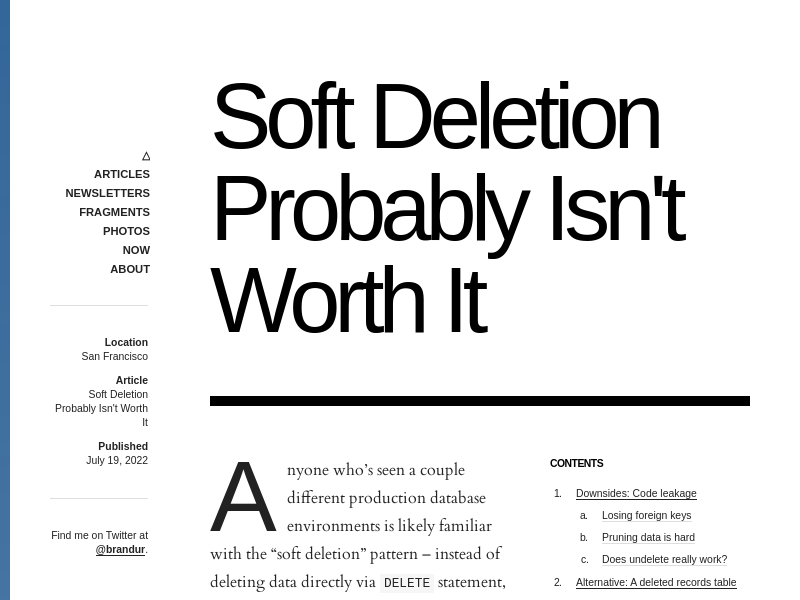 △
ARTICLES
NEWSLETTERS
FRAGMENTS
PHOTOS
NOW
ABOUT
Location
San Francisco
Article
Soft Deletion
Probably Isn't Worth
It
Published
July 19, 2022
Find me on Twitter at
@brandur.
Soft Deletion
Probably Isn't
Worth It
Anyone who’s seen a couple
different production database
environments is likely familiar
with the “soft deletion” pattern – instead of
deleting data directly via DELETE statement,
CONTENTS
1. Downsides: Code leakage
a. Losing foreign keys
b. Pruning data is hard
c. Does undelete really work?
2. Alternative: A deleted records table